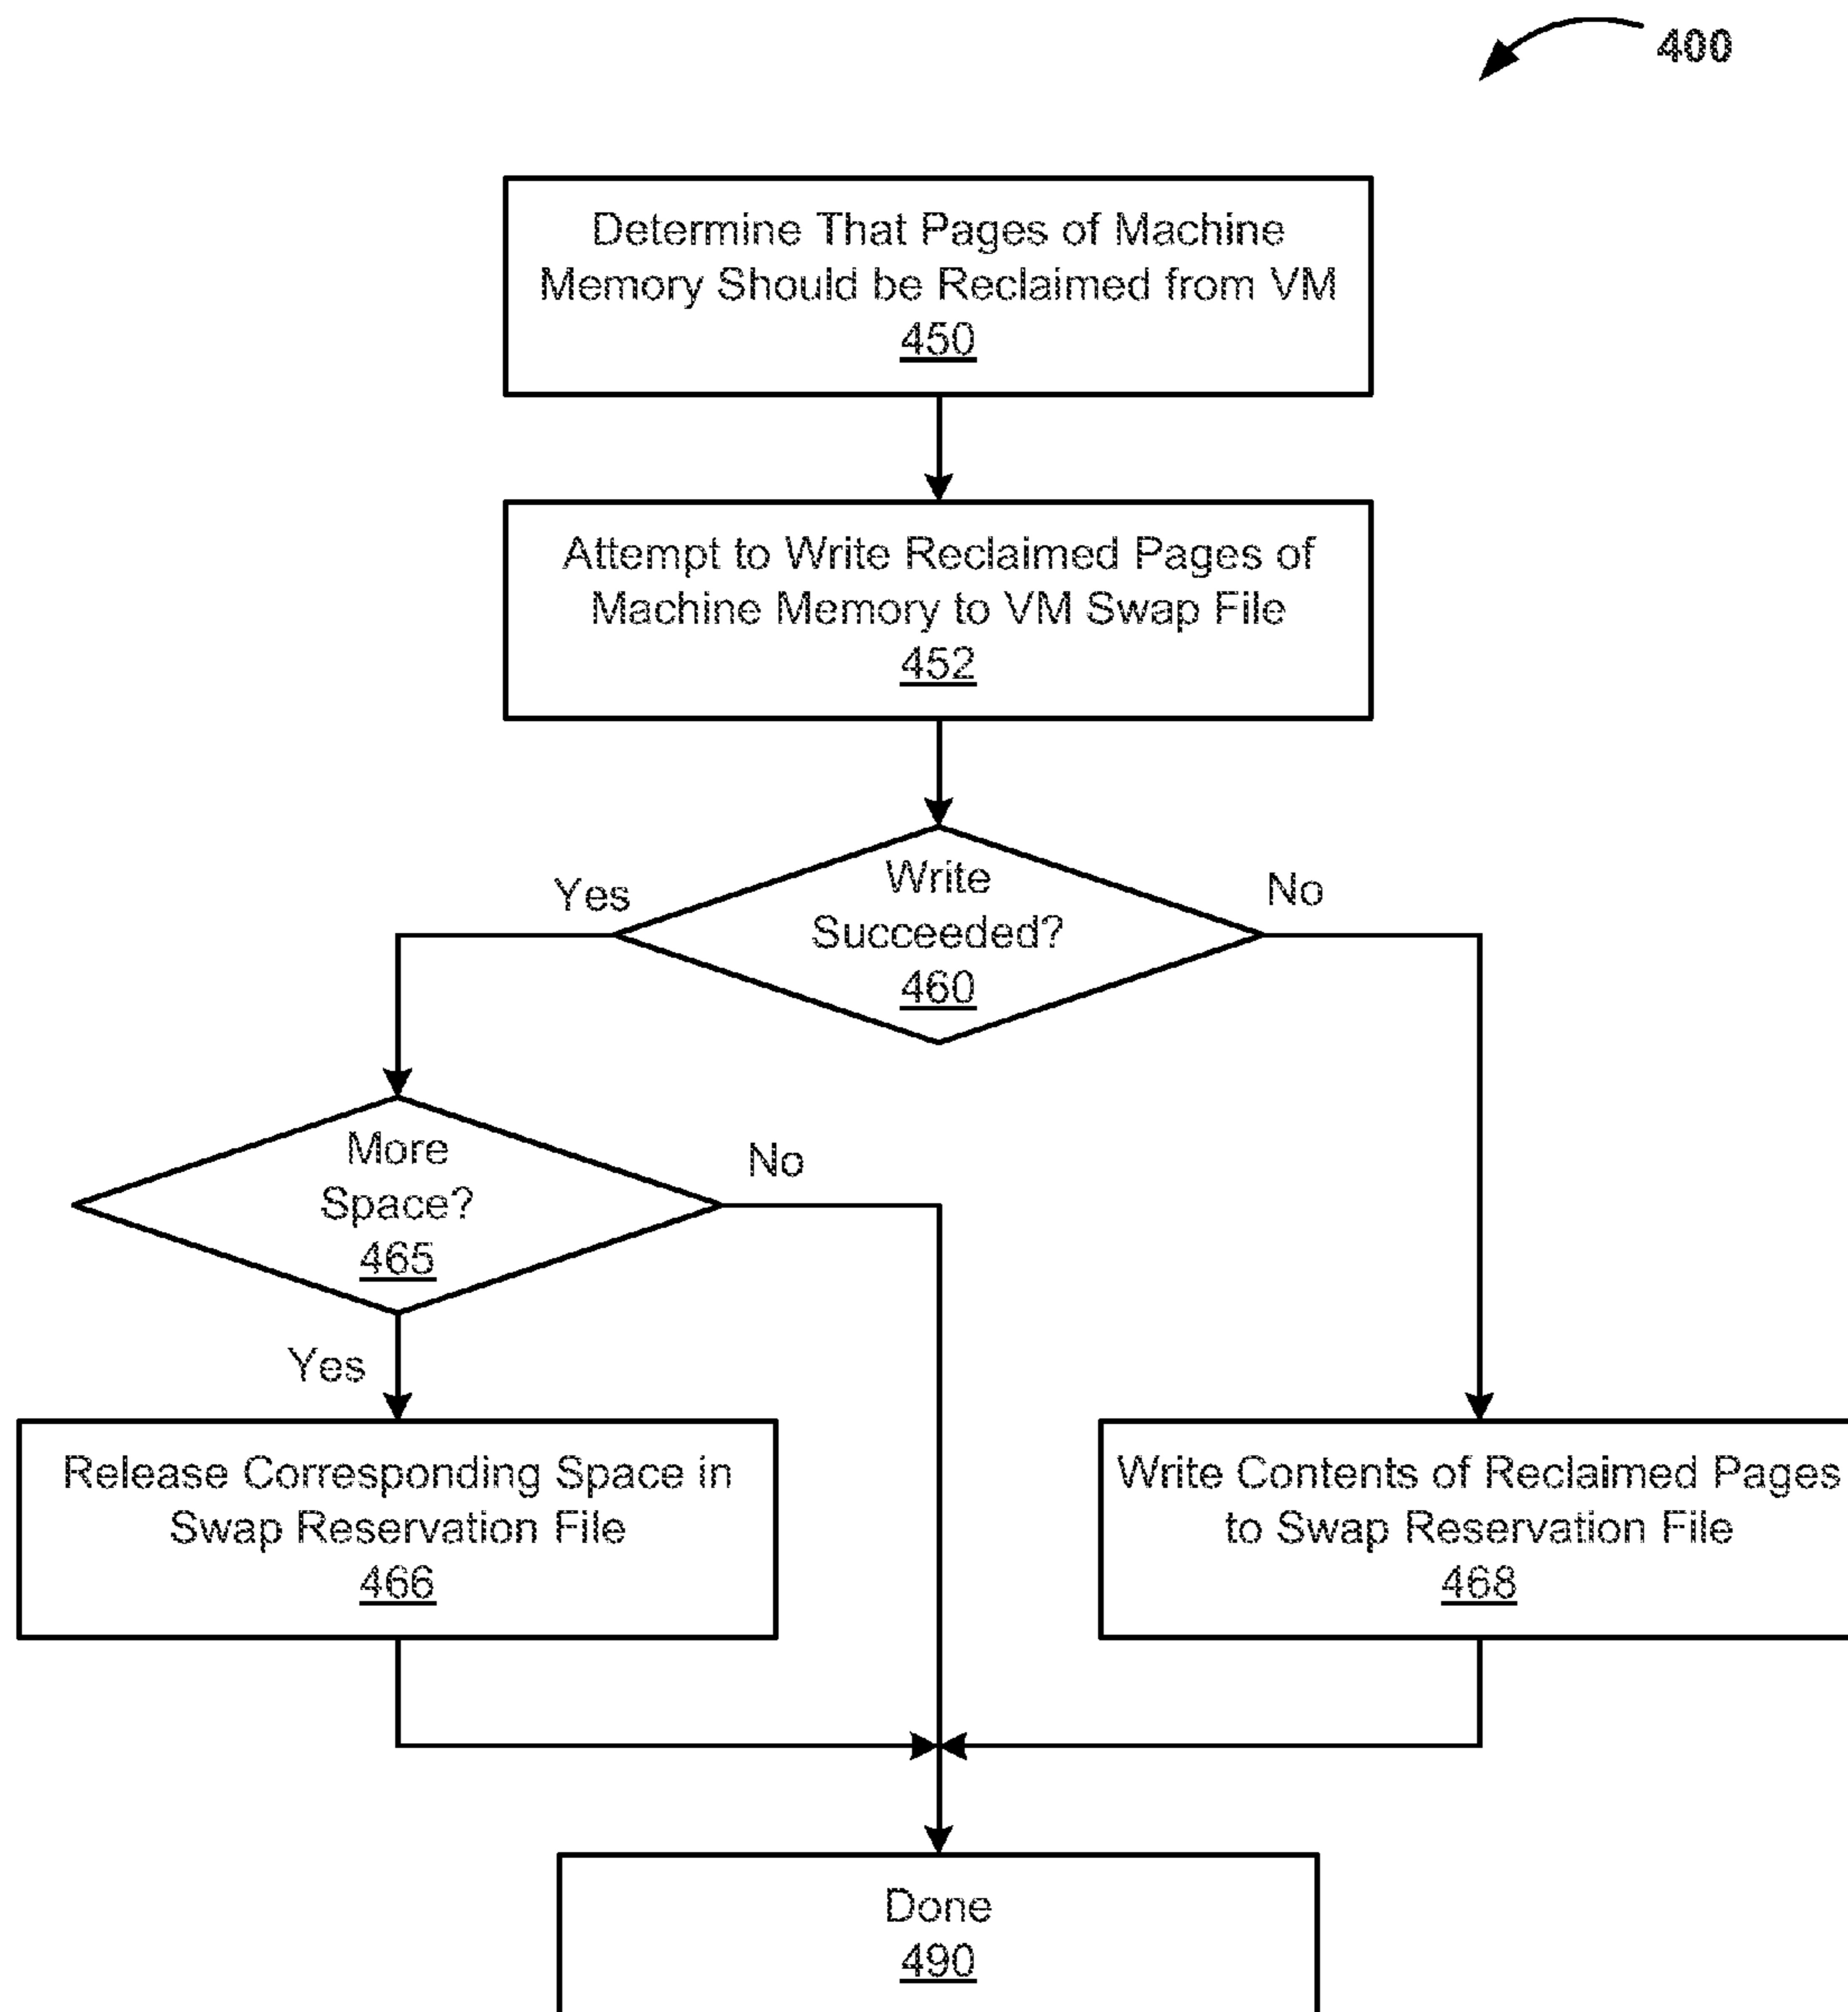 400
Determine That Pages of Machine
Memory Should be Reclaimed from VM
450
Attempt to Write Reclaimed Pages of
Machine Memory to VM Swap File
452
Yes
Write
Succeeded?
460
No
More
Space?
465
No
Yes
Release Corresponding Space in
Swap Reservation File
466
Write Contents of Reclaimed Pages
to Swap Reservation File
468
Done
490